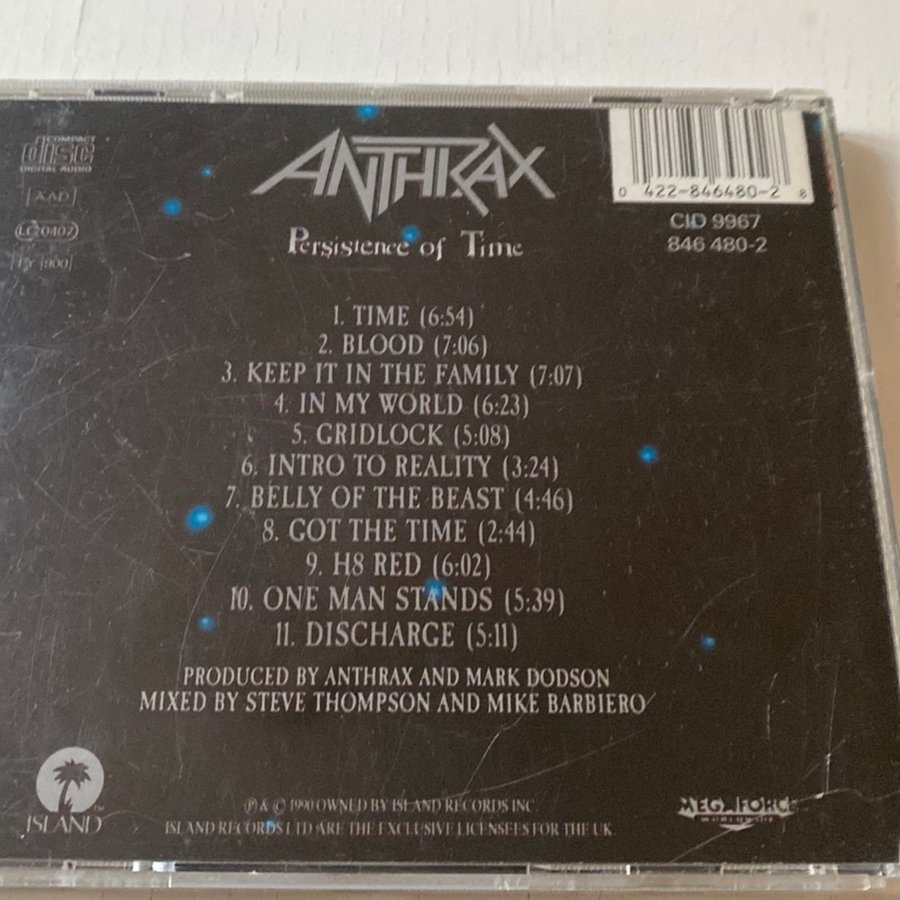 COMPACT
disc
DIGITAL AUDIO
AAD
LC 0407
PY (900)
ANTHRAX
Persistence of Time
0 422-846480-2 8
CID 9967
846 480-2
1. TIME (6:54)
2. BLOOD (7:06)
3. KEEP IT IN THE FAMILY (7:07)
4. IN MY WORLD (6:23)
5. GRIDLOCK (5:08)
6. INTRO TO REALITY (3:24)
7. BELLY OF THE BEAST (4:46)
8. GOT THE TIME (2:44)
9. H8 RED (6:02)
10. ONE MAN STANDS (5:39)
11. DISCHARGE (5:11)
PRODUCED BY ANTHRAX AND MARK DODSON
MIXED BY STEVE THOMPSON AND MIKE BARBIERO
℗ & © 1990 OWNED BY ISLAND RECORDS INC.
ISLAND RECORDS LTD ARE THE EXCLUSIVE LICENSEES FOR THE UK
ISLAND™
MEGAFORCE
WORLDWIDE